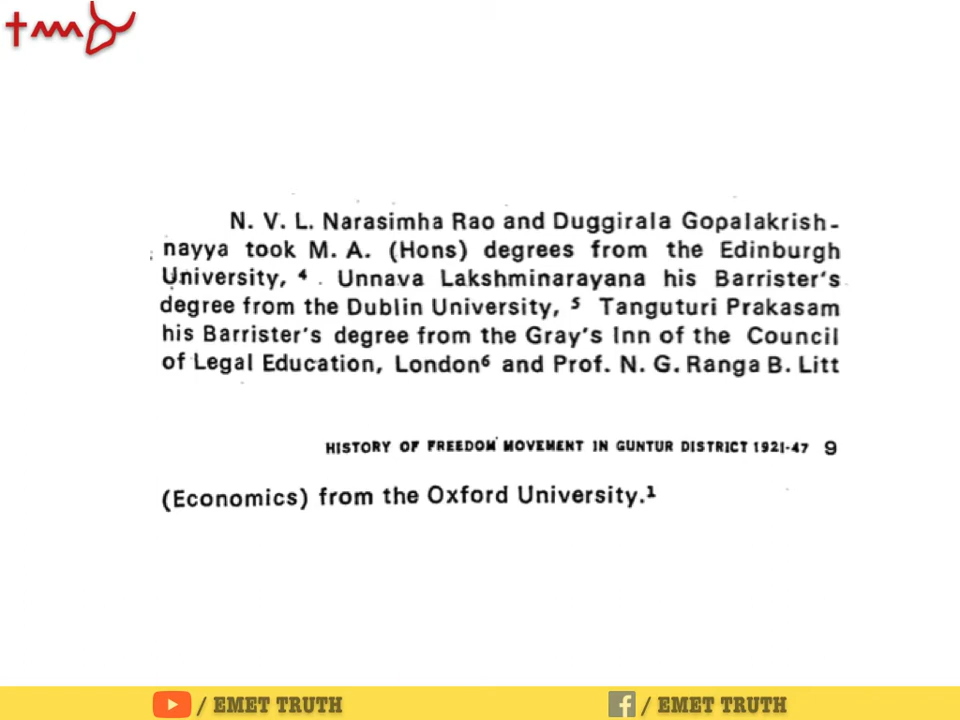 N. V. L. Narasimha Rao and Duggirala Gopalakrish-
nayya took M. A. (Hons) degrees from the Edinburgh
University, ⁴ . Unnava Lakshminarayana his Barrister's
degree from the Dublin University, ⁵ Tanguturi Prakasam
his Barrister's degree from the Gray's Inn of the Council
of Legal Education, London⁶ and Prof. N. G. Ranga B. Litt
HISTORY OF FREEDOM MOVEMENT IN GUNTUR DISTRICT 1921-47 9
(Economics) from the Oxford University.¹
/ EMET TRUTH / EMET TRUTH